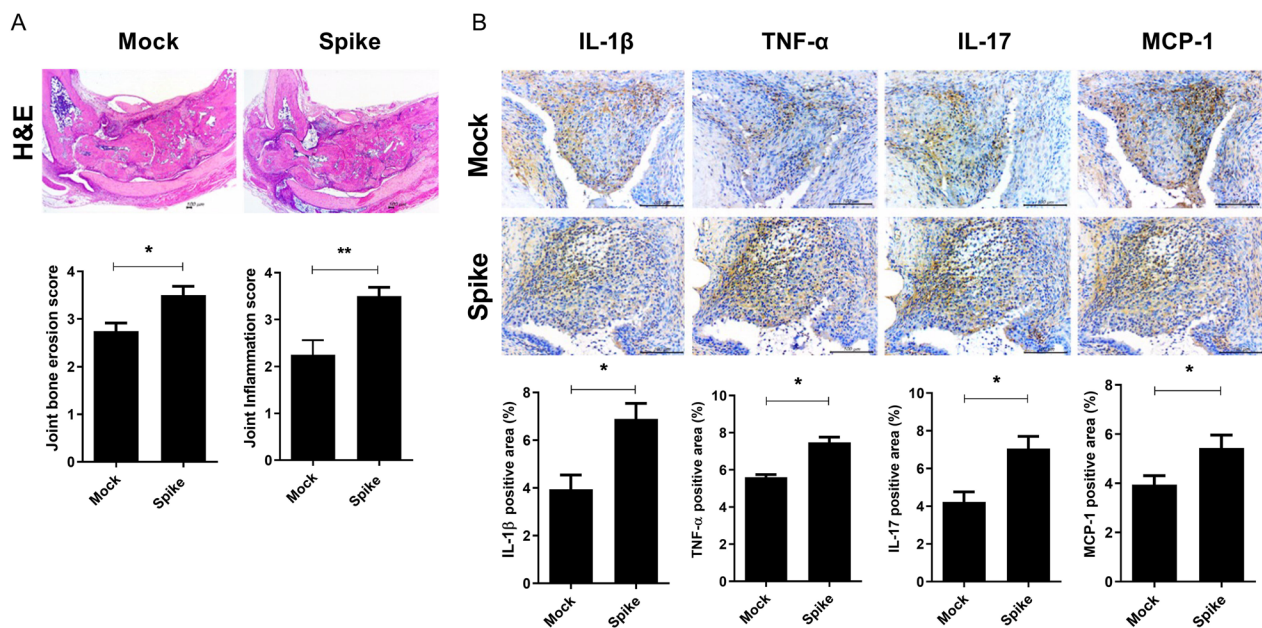 A
Mock
Spike
H&E
100 µm
100 µm
*
Joint bone erosion score
4
3
2
1
0
Mock
Spike
**
Joint Inflammation score
4
3
2
1
0
Mock
Spike
B
IL-1β
TNF-α
IL-17
MCP-1
Mock
Spike
*
IL-1β positive area (%)
8
6
4
2
0
Mock
Spike
*
TNF-α positive area (%)
10
8
6
4
2
0
Mock
Spike
*
IL-17 positive area (%)
10
8
6
4
2
0
Mock
Spike
*
MCP-1 positive area (%)
8
6
4
2
0
Mock
Spike